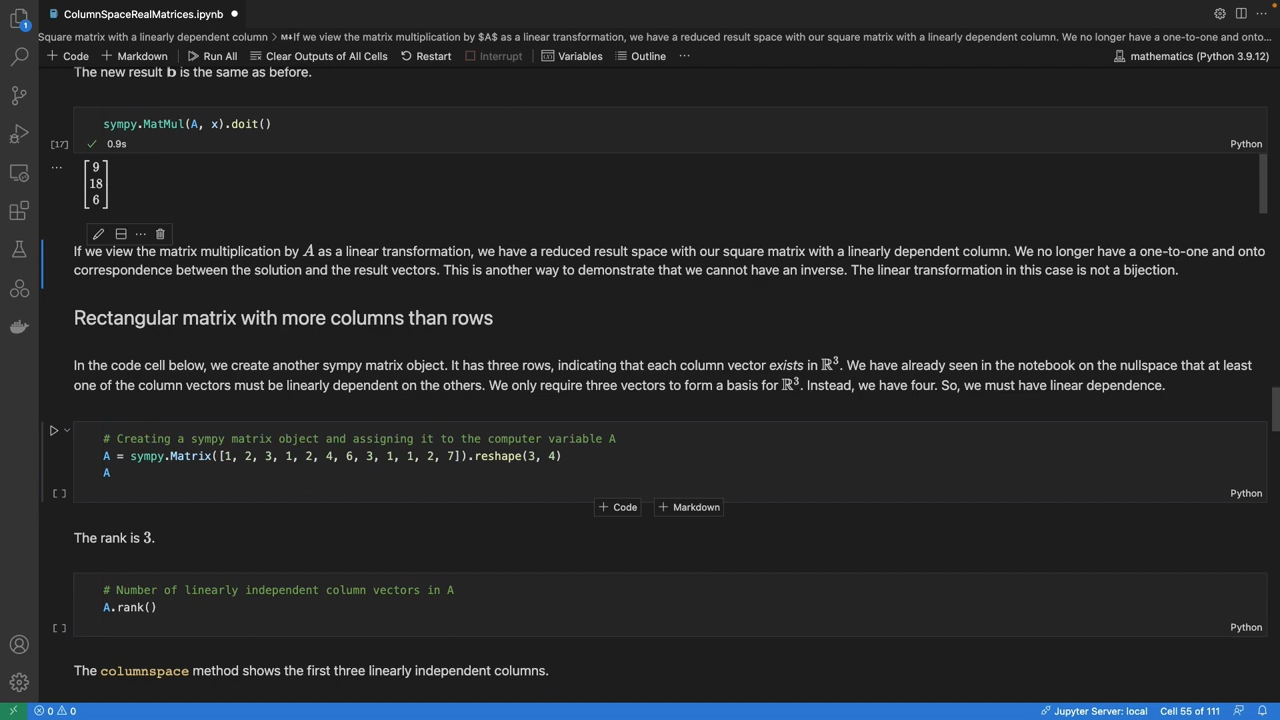 ColumnSpaceRealMatrices.ipynb
1
Square matrix with a linearly dependent column > M↓If we view the matrix multiplication by $A$ as a linear transformation, we have a reduced result space with our square matrix with a linearly dependent column. We no longer have a one-to-one and onto...
+ Code + Markdown Run All Clear Outputs of All Cells Restart Interrupt Variables Outline ... mathematics (Python 3.9.12)
The new result b is the same as before.
sympy.MatMul(A, x).doit()
[17] ✓ 0.9s Python
...
9
18
6
...
If we view the matrix multiplication by A as a linear transformation, we have a reduced result space with our square matrix with a linearly dependent column. We no longer have a one-to-one and onto
correspondence between the solution and the result vectors. This is another way to demonstrate that we cannot have an inverse. The linear transformation in this case is not a bijection.
Rectangular matrix with more columns than rows
In the code cell below, we create another sympy matrix object. It has three rows, indicating that each column vector exists in ℝ³. We have already seen in the notebook on the nullspace that at least
one of the column vectors must be linearly dependent on the others. We only require three vectors to form a basis for ℝ³. Instead, we have four. So, we must have linear dependence.
# Creating a sympy matrix object and assigning it to the computer variable A
A = sympy.Matrix([1, 2, 3, 1, 2, 4, 6, 3, 1, 1, 2, 7]).reshape(3, 4)
A
[ ] Python
+ Code + Markdown
The rank is 3.
# Number of linearly independent column vectors in A
A.rank()
[ ] Python
The columnspace method shows the first three linearly independent columns.
0 0 Jupyter Server: local Cell 55 of 111